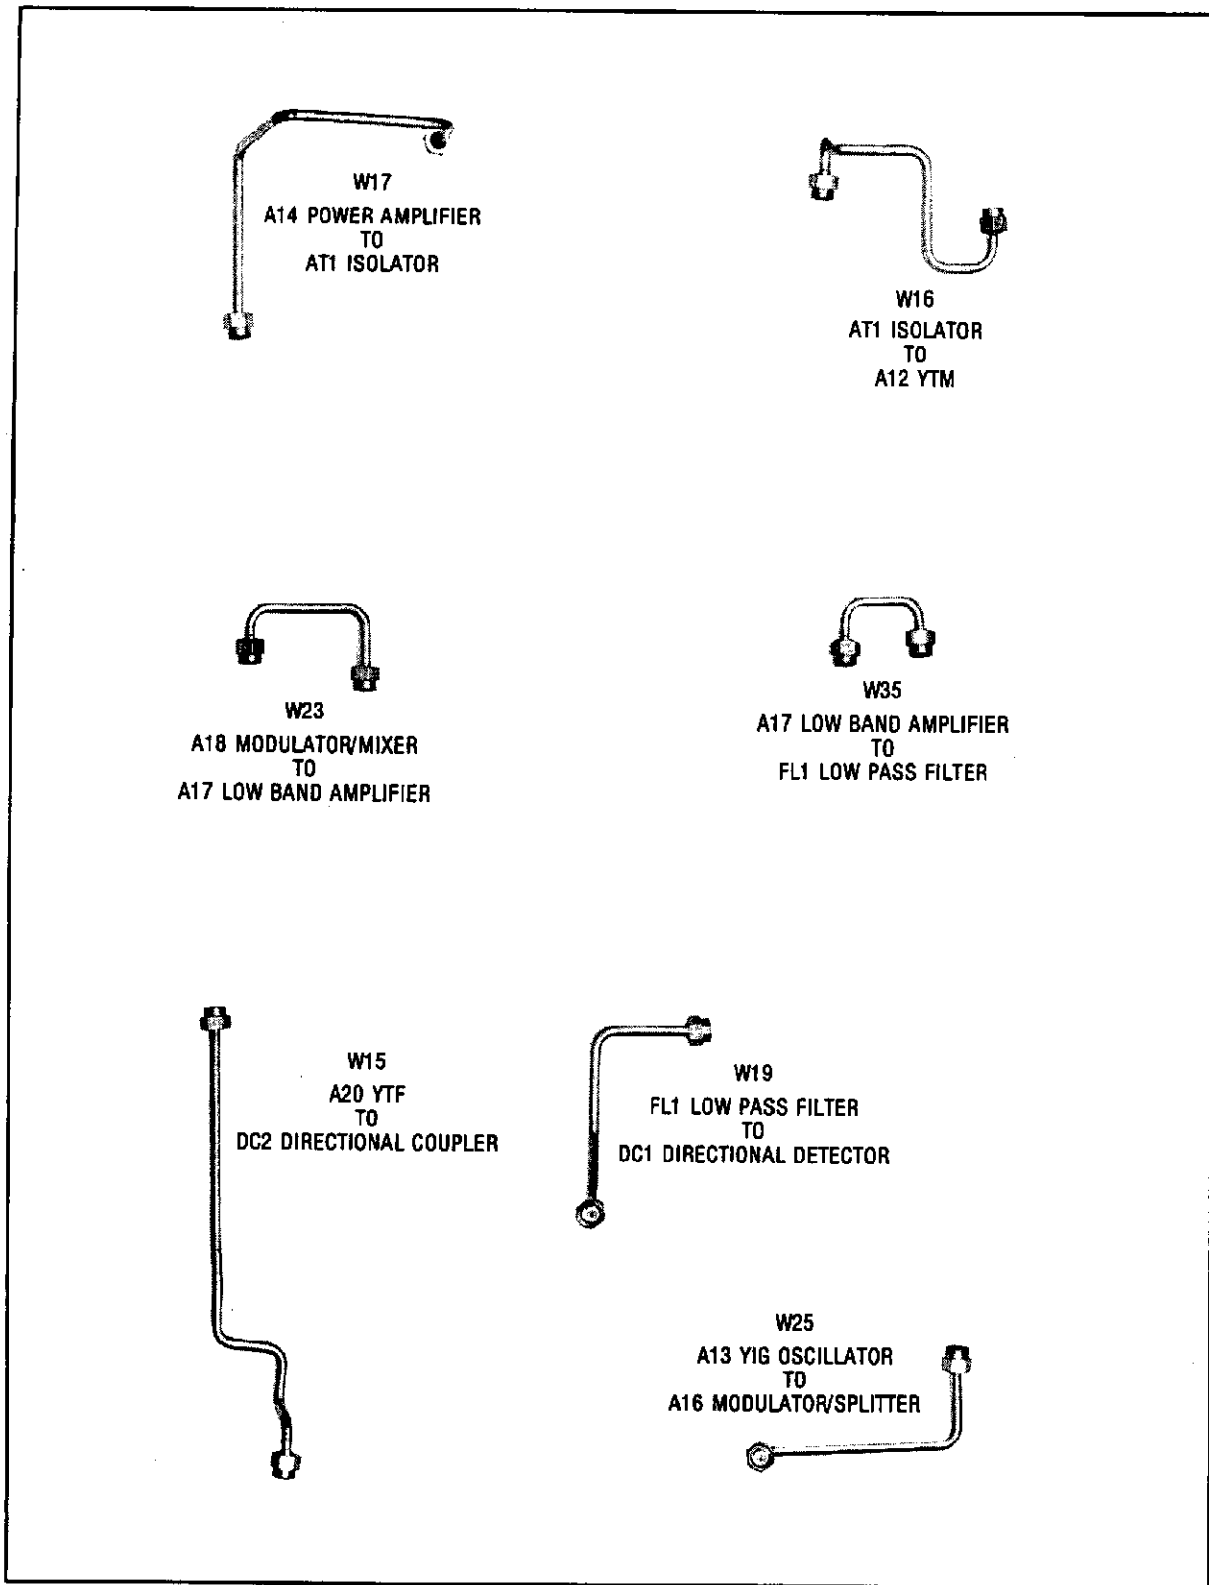 W17
A14 POWER AMPLIFIER
TO
AT1 ISOLATOR
W16
AT1 ISOLATOR
TO
A12 YTM
W23
A18 MODULATOR/MIXER
TO
A17 LOW BAND AMPLIFIER
W35
A17 LOW BAND AMPLIFIER
TO
FL1 LOW PASS FILTER
W15
A20 YTF
TO
DC2 DIRECTIONAL COUPLER
W19
FL1 LOW PASS FILTER
TO
DC1 DIRECTIONAL DETECTOR
W25
A13 YIG OSCILLATOR
TO
A16 MODULATOR/SPLITTER